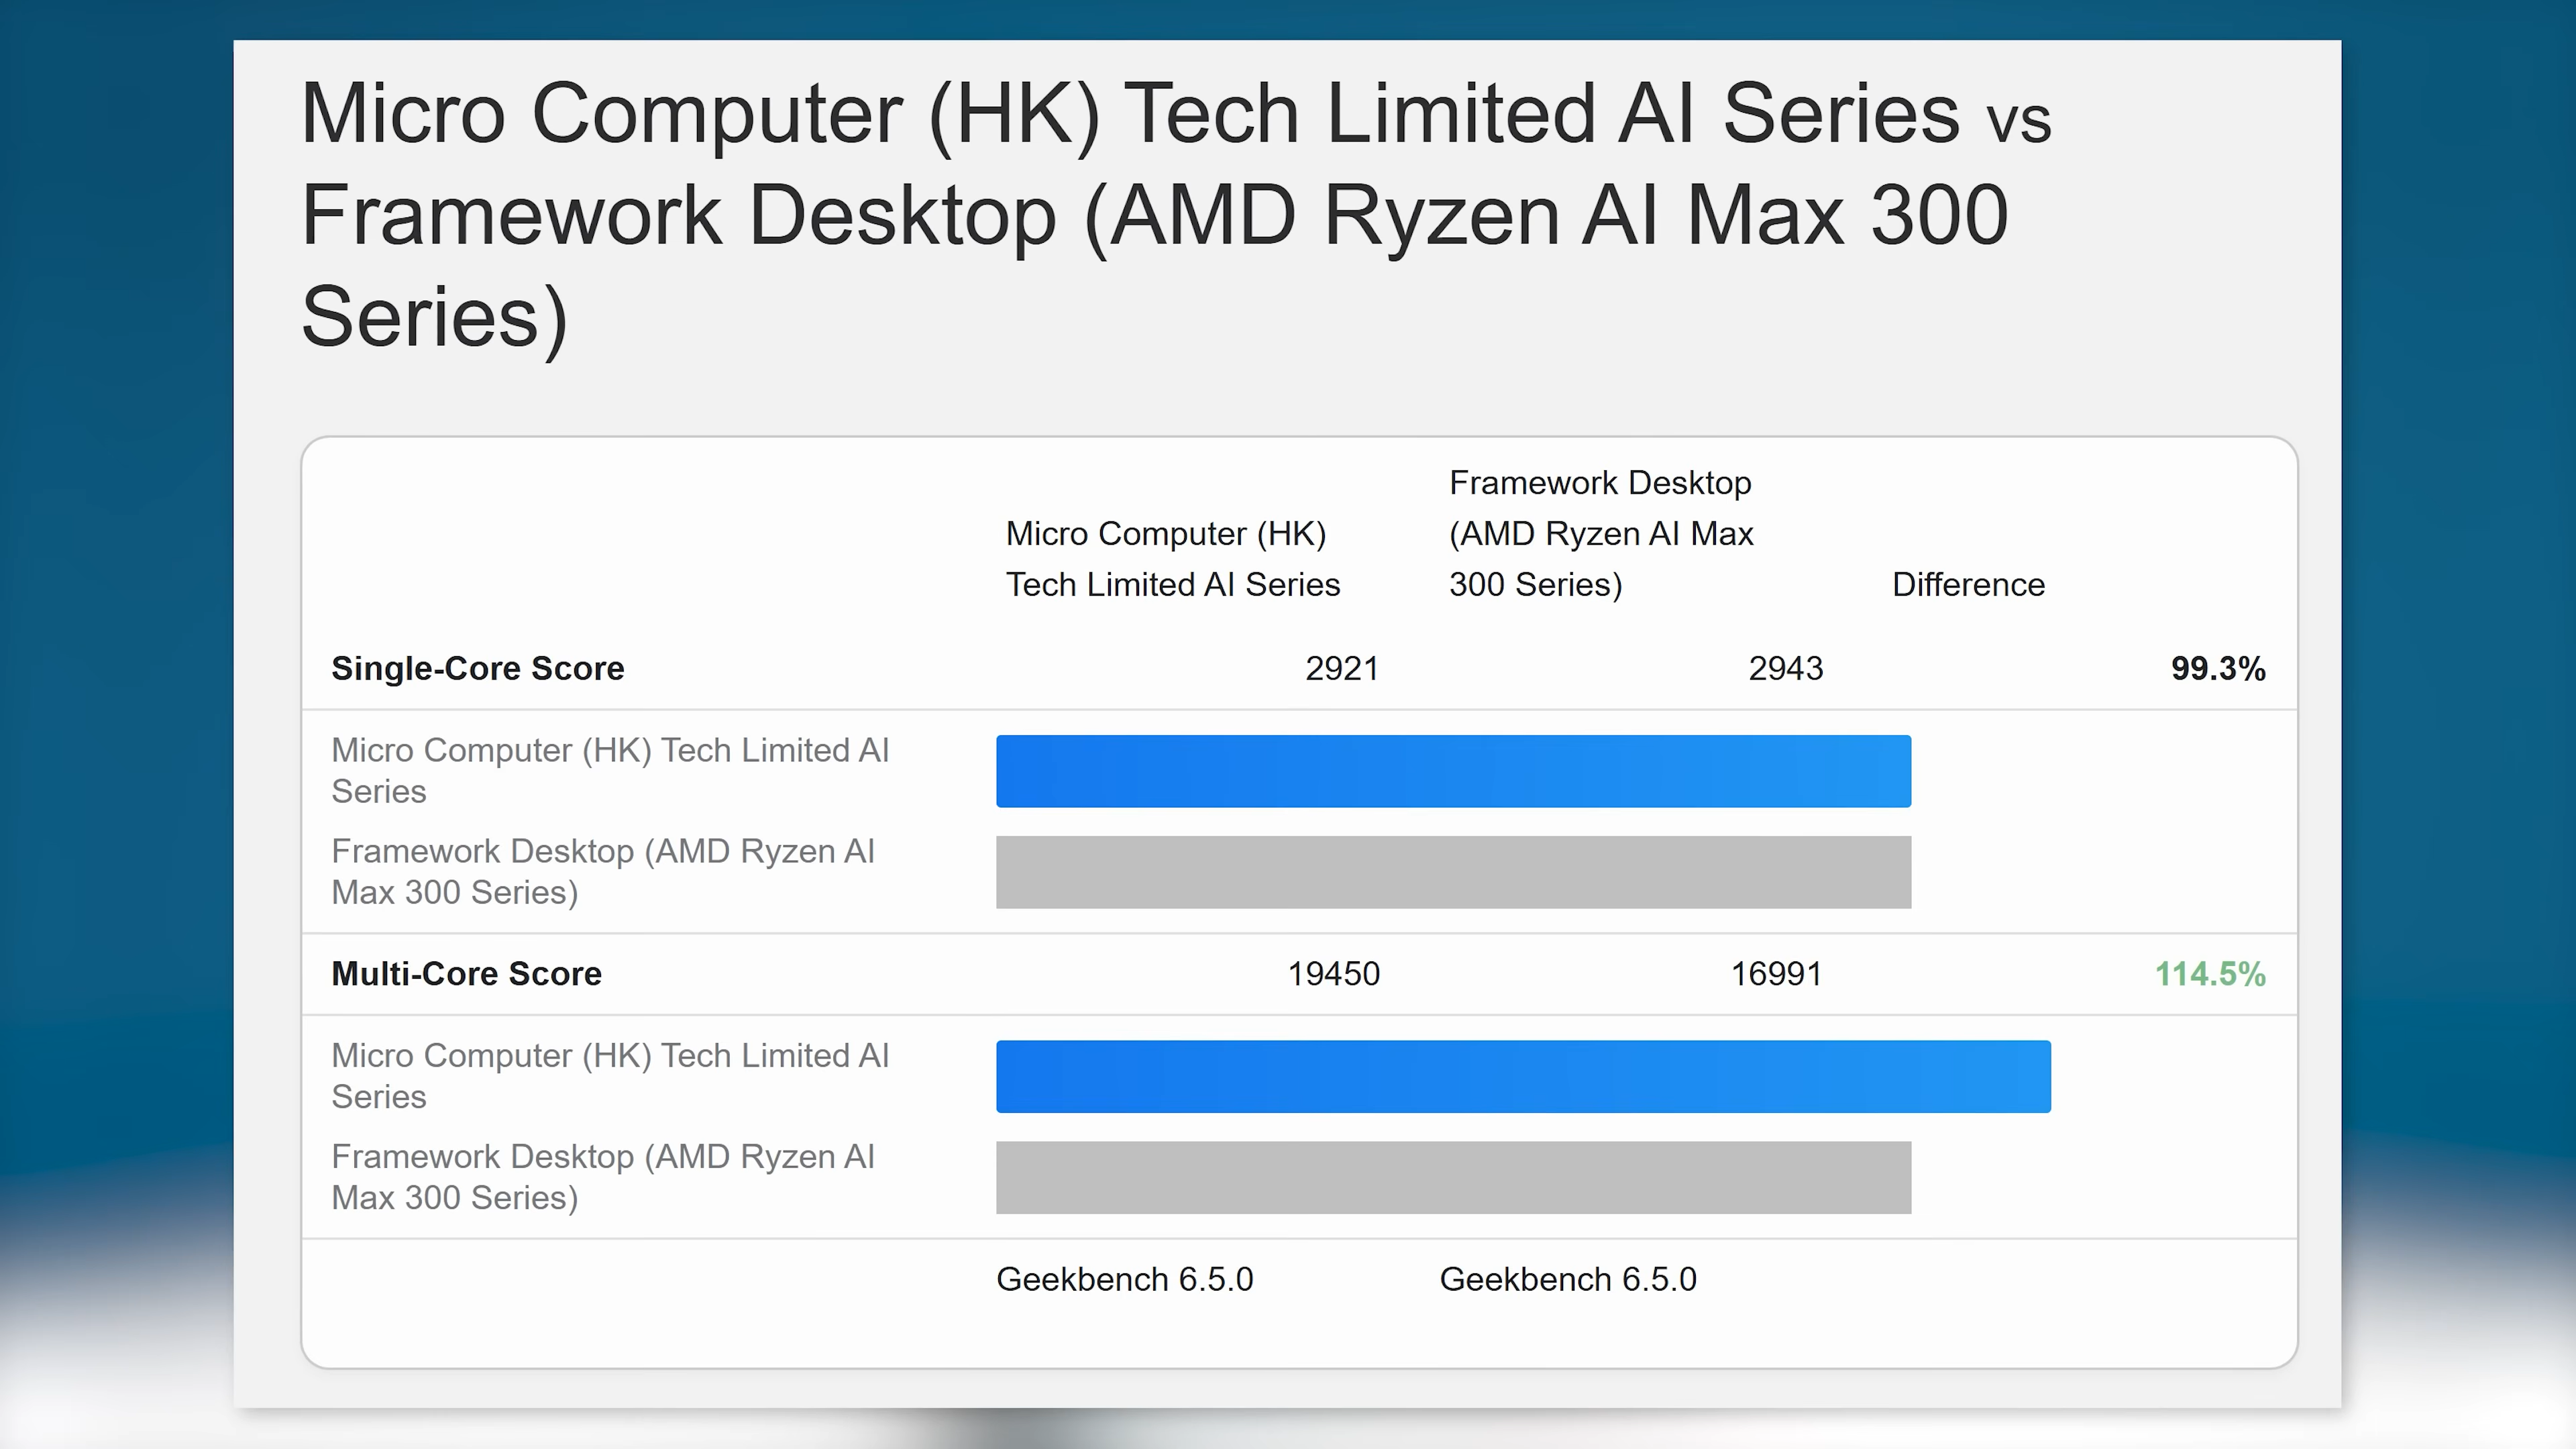 Micro Computer (HK) Tech Limited AI Series vs
Framework Desktop (AMD Ryzen AI Max 300
Series)
Micro Computer (HK)
Tech Limited AI Series
Framework Desktop
(AMD Ryzen AI Max
300 Series)
Difference
Single-Core Score 2921 2943 99.3%
Micro Computer (HK) Tech Limited AI
Series
Framework Desktop (AMD Ryzen AI
Max 300 Series)
Multi-Core Score 19450 16991 114.5%
Micro Computer (HK) Tech Limited AI
Series
Framework Desktop (AMD Ryzen AI
Max 300 Series)
Geekbench 6.5.0 Geekbench 6.5.0